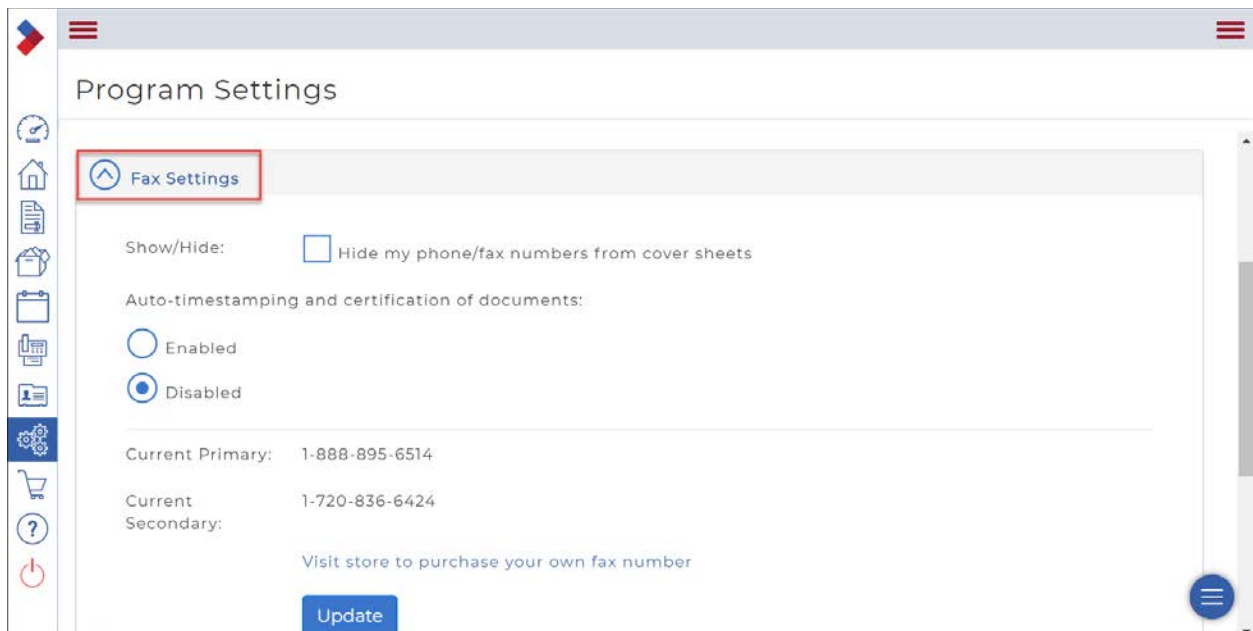 Program Settings
Fax Settings
Show/Hide:
Hide my phone/fax numbers from cover sheets
Auto-timestamping and certification of documents:
Enabled
Disabled
Current Primary: 1-888-895-6514
Current 1-720-836-6424
Secondary:
Visit store to purchase your own fax number
Update